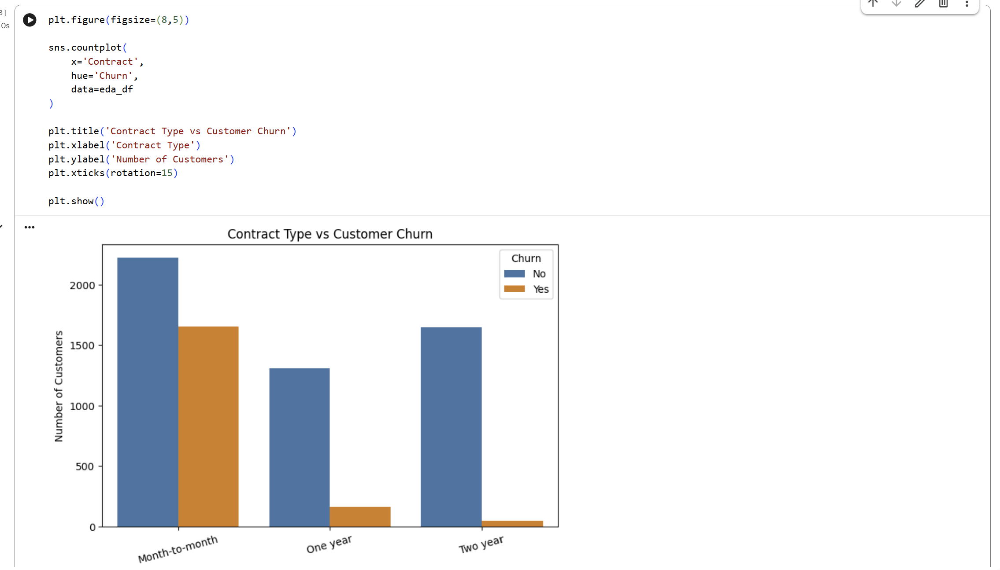 3]
0s
plt.figure(figsize=(8,5))
sns.countplot(
    x='Contract',
    hue='Churn',
    data=eda_df
)
plt.title('Contract Type vs Customer Churn')
plt.xlabel('Contract Type')
plt.ylabel('Number of Customers')
plt.xticks(rotation=15)
plt.show()
Contract Type vs Customer Churn
Churn
No
Yes
Number of Customers
2000
1500
1000
500
0
Month-to-month
One year
Two year